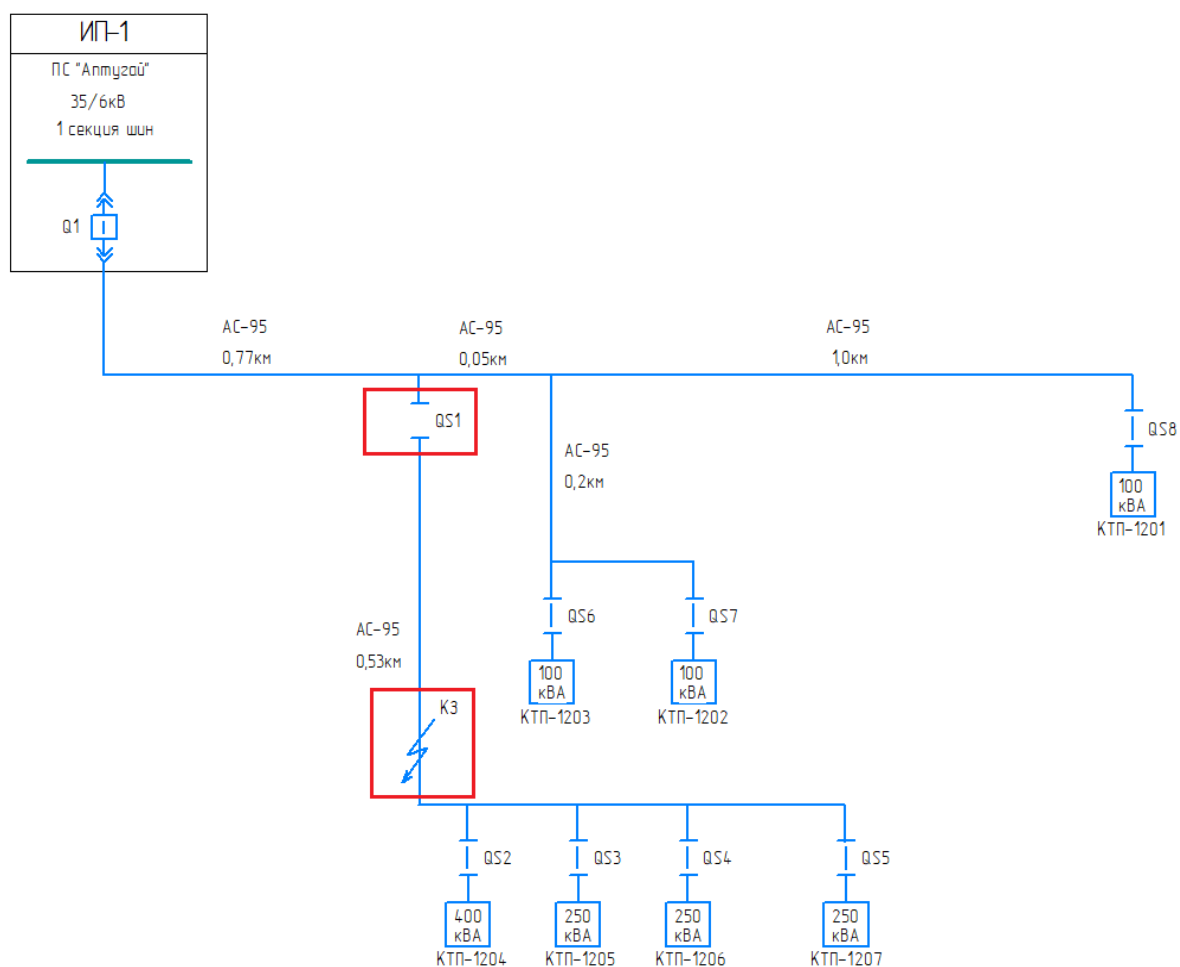 ИП-1
ПС "Аптугай"
35/6кВ
1 секция шин
Q1
АС-95
0,77км
АС-95
0,05км
АС-95
1,0км
QS1
QS8
АС-95
0,2км
100
кВА
КТП-1201
QS6
QS7
АС-95
0,53км
100
кВА
КТП-1203
100
кВА
КТП-1202
КЗ
QS2
QS3
QS4
QS5
400
кВА
КТП-1204
250
кВА
КТП-1205
250
кВА
КТП-1206
250
кВА
КТП-1207